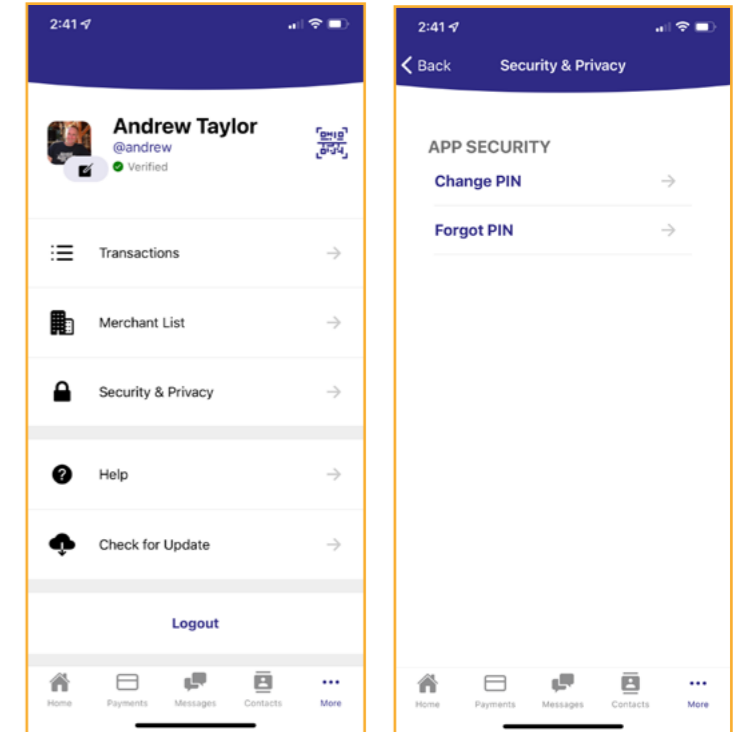 2:41
Andrew Taylor
@andrew
Verified
Transactions
Merchant List
Security & Privacy
Help
Check for Update
Logout
Home Payments Messages Contacts More
2:41
Back Security & Privacy
APP SECURITY
Change PIN
Forgot PIN
Home Payments Messages Contacts More